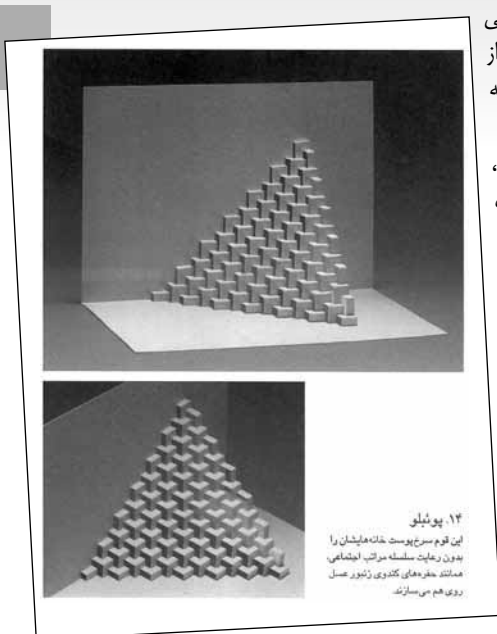 ی
از
ه
،
۱۴. پوئبلو
این قوم سرخ‌پوست خانه‌هایشان را
بدون رعایت سلسله مراتب اجتماعی،
همانند حفره‌های کندوی زنبور عسل
روی هم می‌سازند.